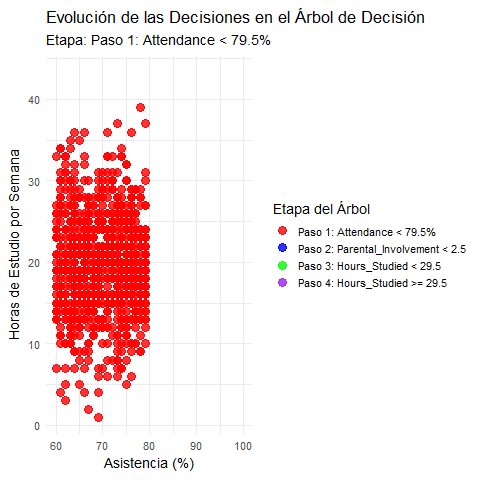 Evolución de las Decisiones en el Árbol de Decisión
Etapa: Paso 1: Attendance < 79.5%
40
30
20
10
0
Horas de Estudio por Semana
60 70 80 90 100
Asistencia (%)
Etapa del Árbol
Paso 1: Attendance < 79.5%
Paso 2: Parental_Involvement < 2.5
Paso 3: Hours_Studied < 29.5
Paso 4: Hours_Studied >= 29.5